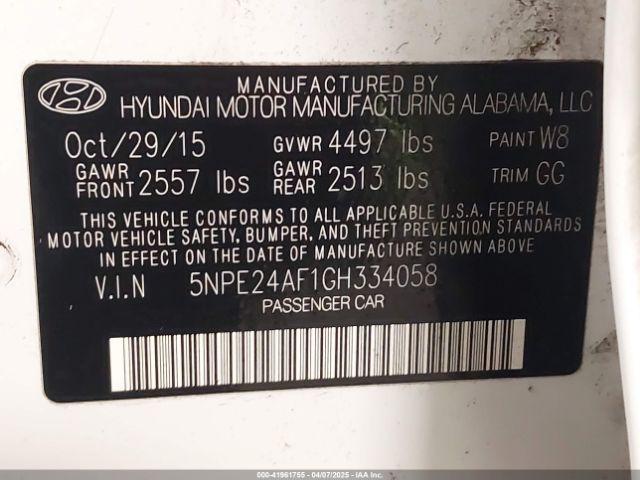 MANUFACTURED BY
HYUNDAI MOTOR MANUFACTURING ALABAMA, LLC
Oct/29/15 GVWR 4497 lbs PAINT W8
GAWR FRONT 2557 lbs GAWR REAR 2513 lbs TRIM GG
THIS VEHICLE CONFORMS TO ALL APPLICABLE U.S.A. FEDERAL
MOTOR VEHICLE SAFETY, BUMPER, AND THEFT PREVENTION STANDARDS
IN EFFECT ON THE DATE OF MANUFACTURE SHOWN ABOVE.
V.I.N 5NPE24AF1GH334058
PASSENGER CAR
000-41961755 - 04/07/2025 - IAAI.COM